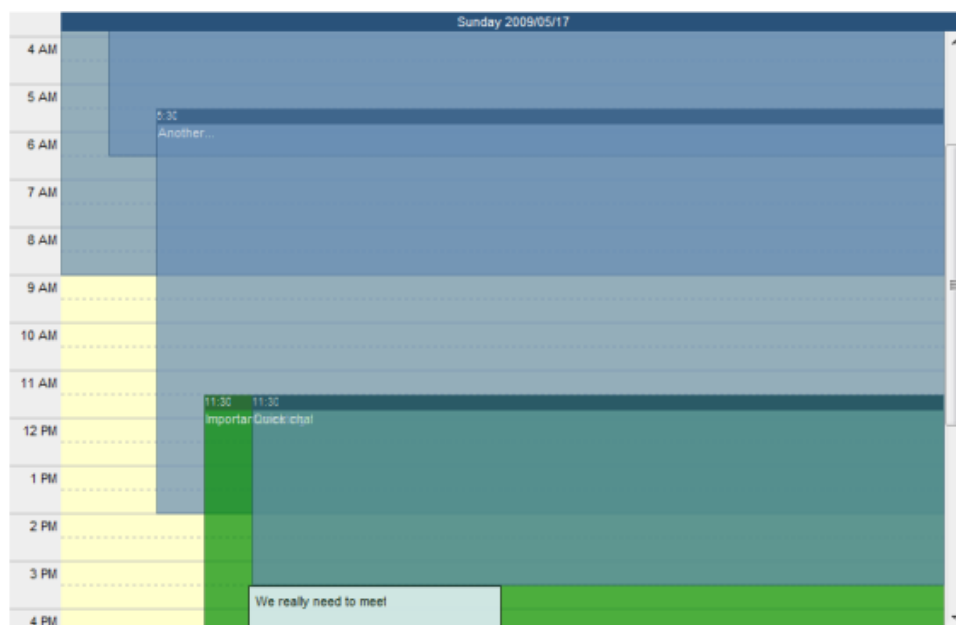 Sunday 2009/05/17
4 AM
5 AM
5:30
Another...
6 AM
7 AM
8 AM
9 AM
10 AM
11 AM
11:30 11:30
Importar Quick chat
12 PM
1 PM
2 PM
3 PM
We really need to meet
4 PM